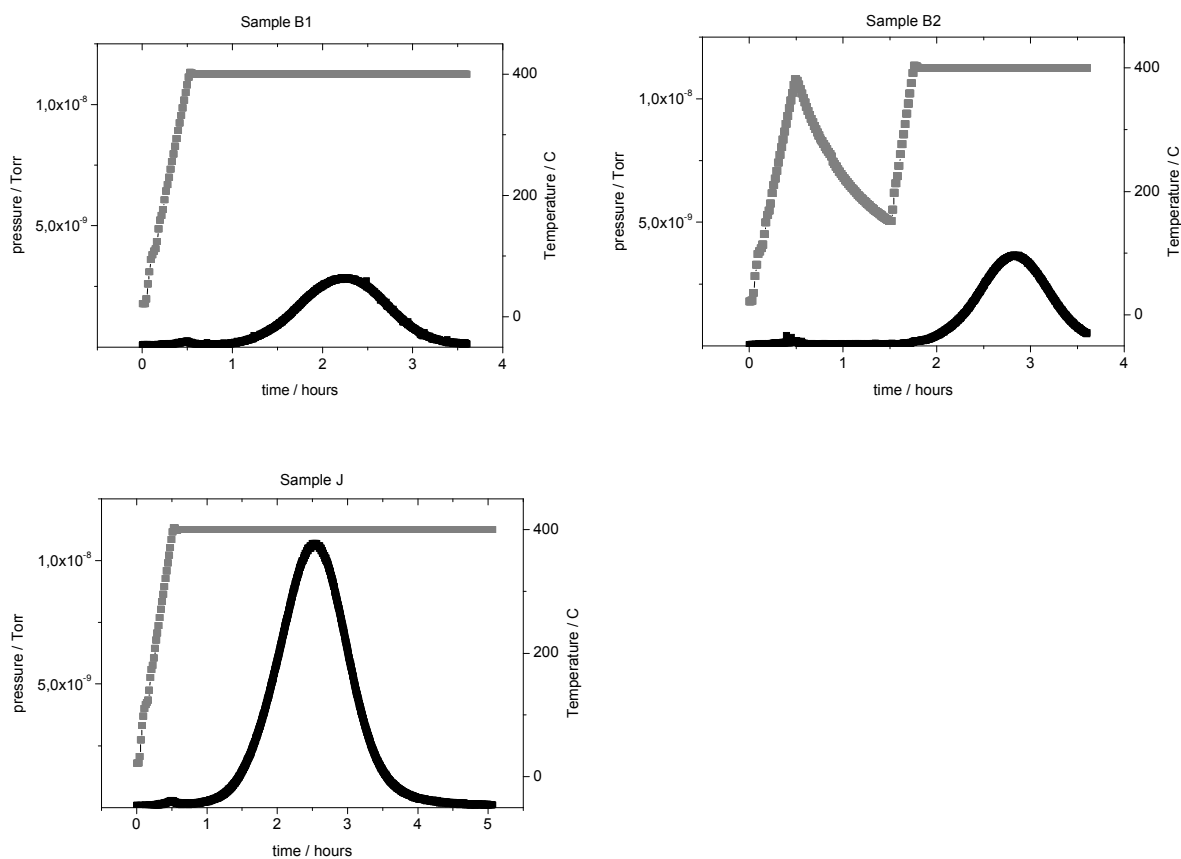 Sample B1
1,0x10⁻⁸
5,0x10⁻⁹
pressure / Torr
400
200
0
Temperature / C
0 1 2 3 4
time / hours
Sample B2
1,0x10⁻⁸
5,0x10⁻⁹
pressure / Torr
400
200
0
Temperature / C
0 1 2 3 4
time / hours
Sample J
1,0x10⁻⁸
5,0x10⁻⁹
pressure / Torr
400
200
0
Temperature / C
0 1 2 3 4 5
time / hours